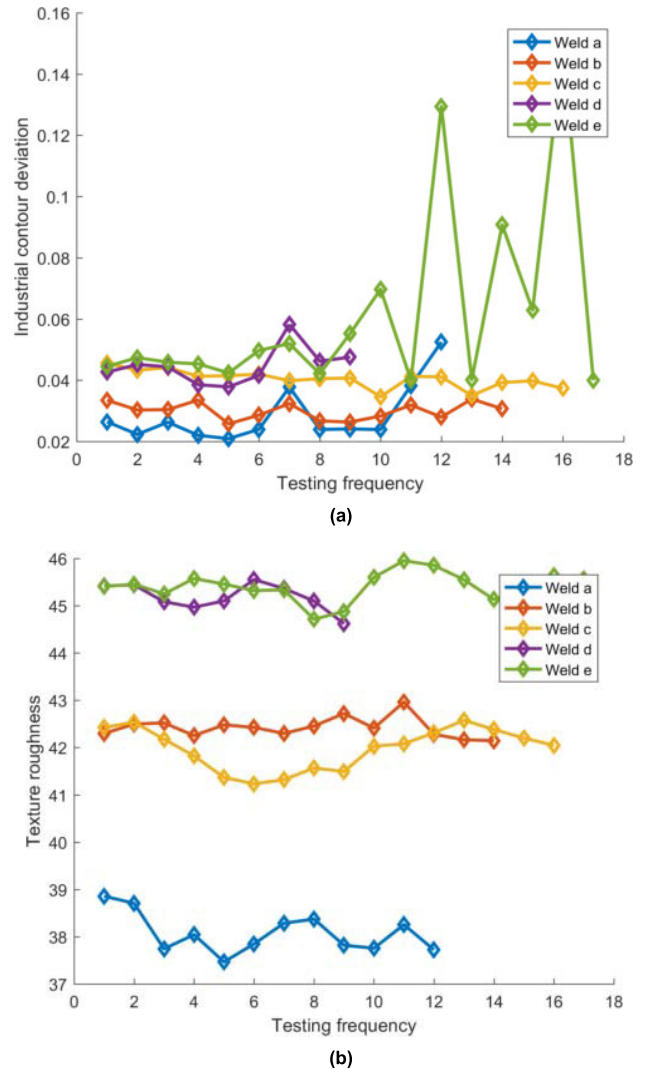 0.16
0.14
0.12
0.1
0.08
0.06
0.04
0.02
Industrial contour deviation
Weld a
Weld b
Weld c
Weld d
Weld e
0 2 4 6 8 10 12 14 16 18
Testing frequency
(a)
46
45
44
43
42
41
40
39
38
37
Texture roughness
Weld a
Weld b
Weld c
Weld d
Weld e
0 2 4 6 8 10 12 14 16 18
Testing frequency
(b)